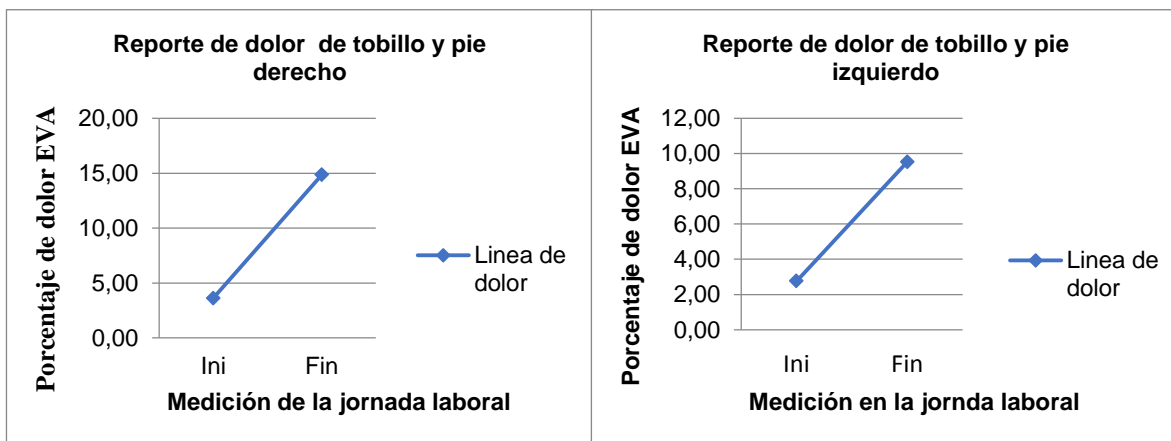 Reporte de dolor  de tobillo y pie
derecho
Porcentaje de dolor EVA
20,00
15,00
10,00
5,00
0,00
Ini
Fin
Medición de la jornada laboral
Linea de
dolor
Reporte de dolor de tobillo y pie
izquierdo
Porcentaje de dolor EVA
12,00
10,00
8,00
6,00
4,00
2,00
0,00
Ini
Fin
Medición en la jornda laboral
Linea de
dolor